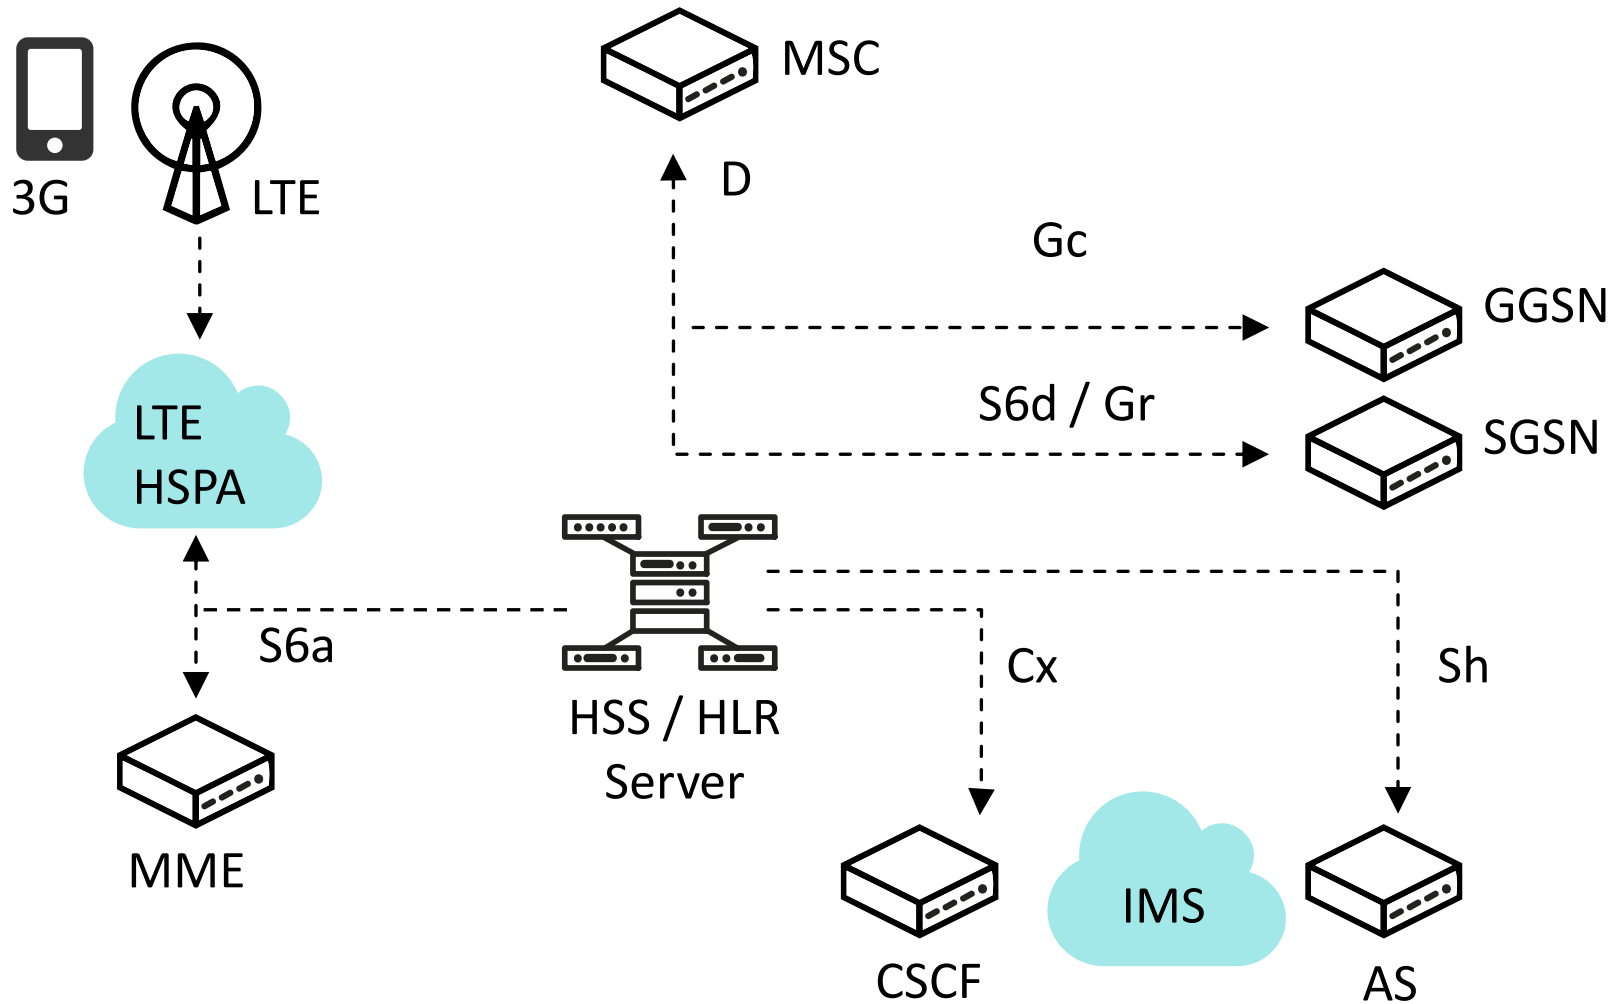 MSC
3G
LTE
D
Gc
GGSN
S6d / Gr
SGSN
LTE
HSPA
S6a
Cx
Sh
HSS / HLR
Server
MME
IMS
CSCF
AS